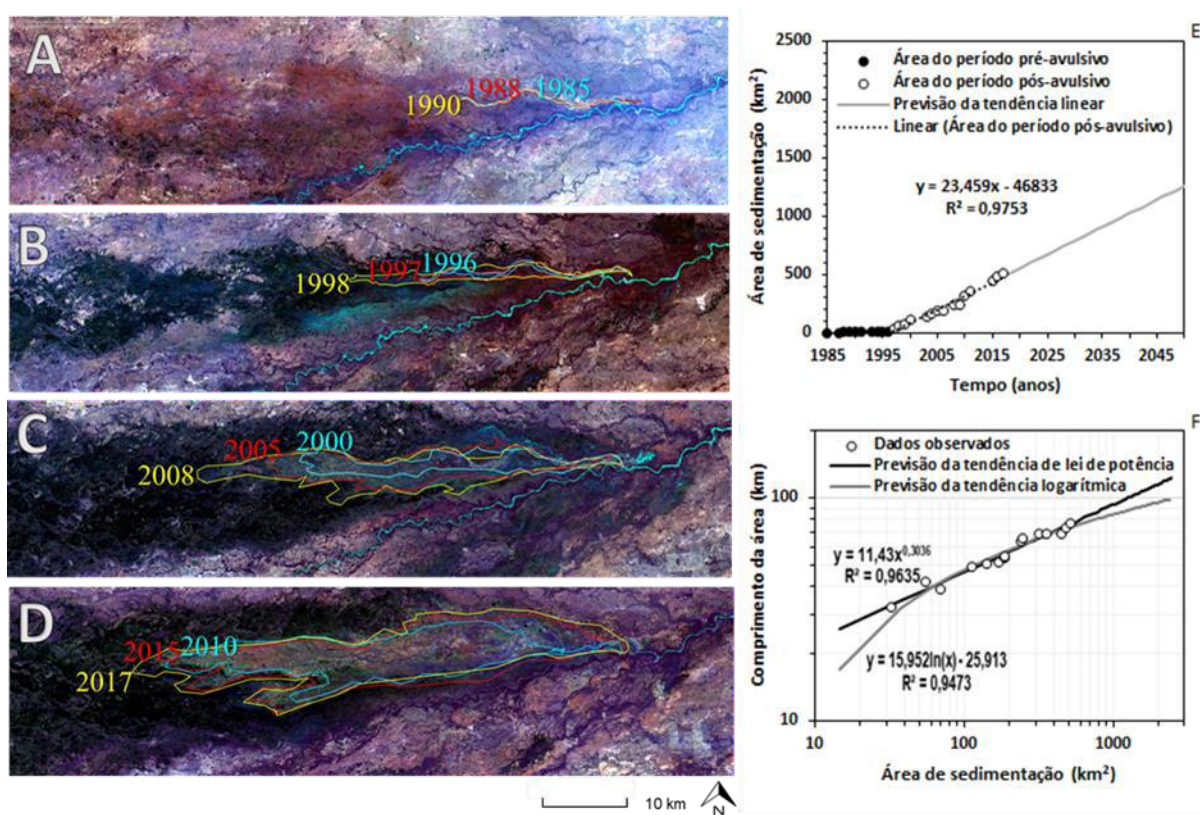 A
1990 1988 1985
B
1998 1997 1996
C
2008 2005 2000
D
2017 2015 2010
10 km
N
E
Área de sedimentação (km²)
2500
2000
1500
1000
500
0
Área do período pré-avulsivo
Área do período pós-avulsivo
Previsão da tendência linear
Linear (Área do período pós-avulsivo)
y = 23,459x - 46833
R² = 0,9753
1985 1995 2005 2015 2025 2035 2045
Tempo (anos)
F
Comprimento da área (km)
100
10
Dados observados
Previsão da tendência de lei de potência
Previsão da tendência logarítmica
y = 11,43x^0,3036
R² = 0,9635
y = 15,952ln(x) - 25,913
R² = 0,9473
10 100 1000
Área de sedimentação (km²)